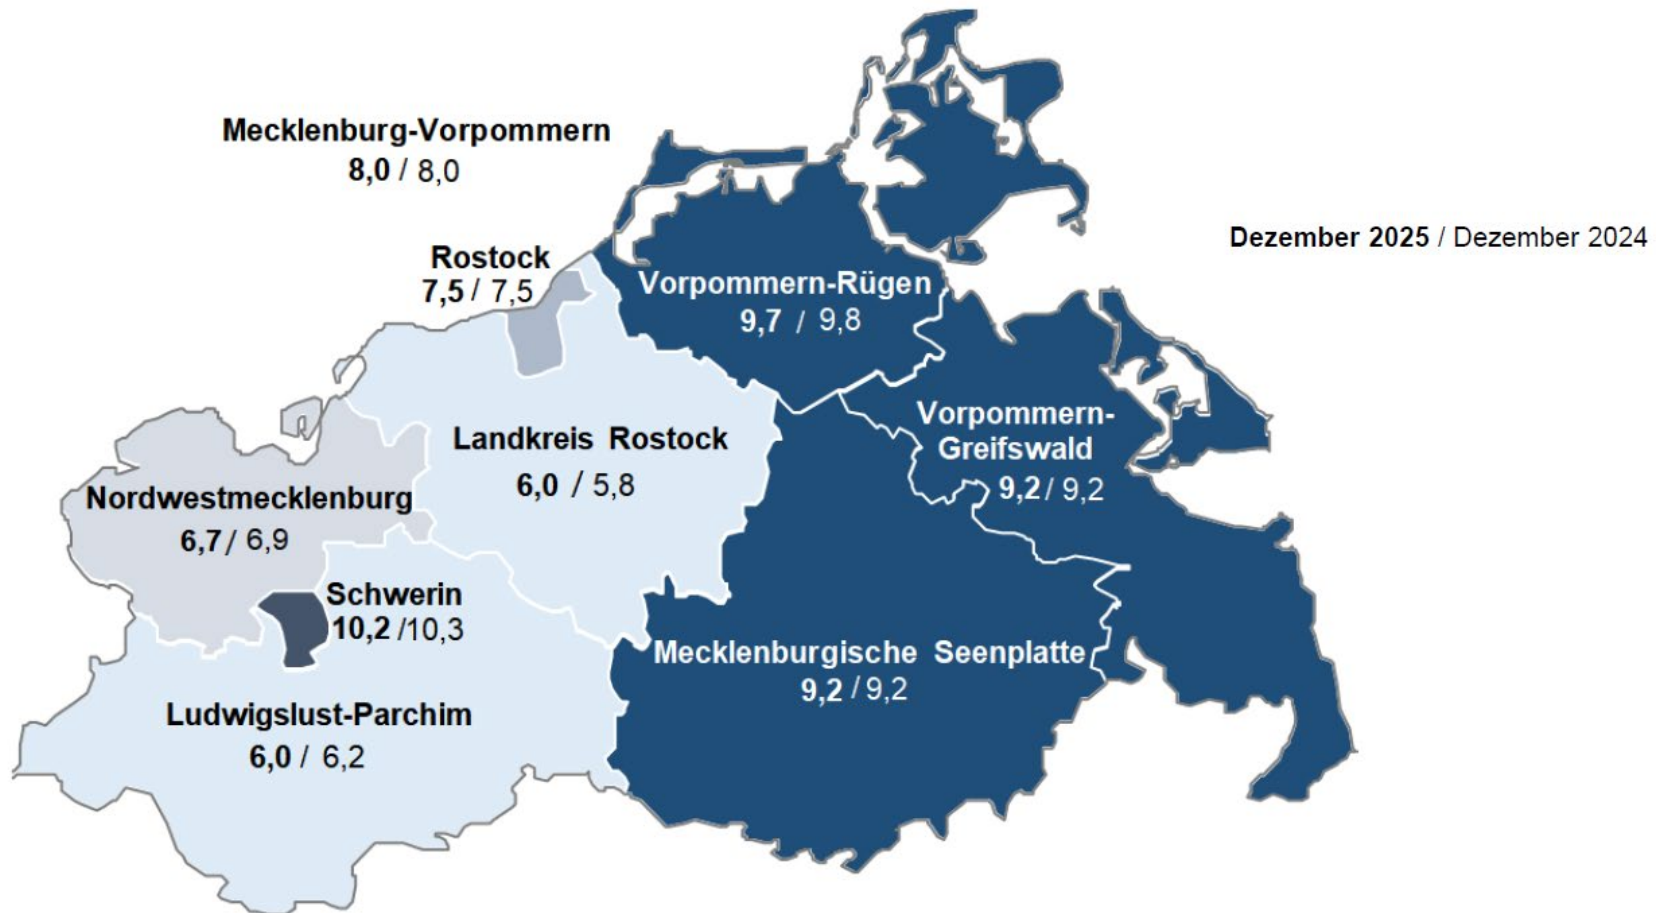 Mecklenburg-Vorpommern
8,0 / 8,0
Dezember 2025 / Dezember 2024
Rostock
7,5 / 7,5
Vorpommern-Rügen
9,7 / 9,8
Vorpommern-
Greifswald
9,2 / 9,2
Landkreis Rostock
6,0 / 5,8
Nordwestmecklenburg
6,7 / 6,9
Schwerin
10,2 /10,3
Mecklenburgische Seenplatte
9,2 / 9,2
Ludwigslust-Parchim
6,0 / 6,2